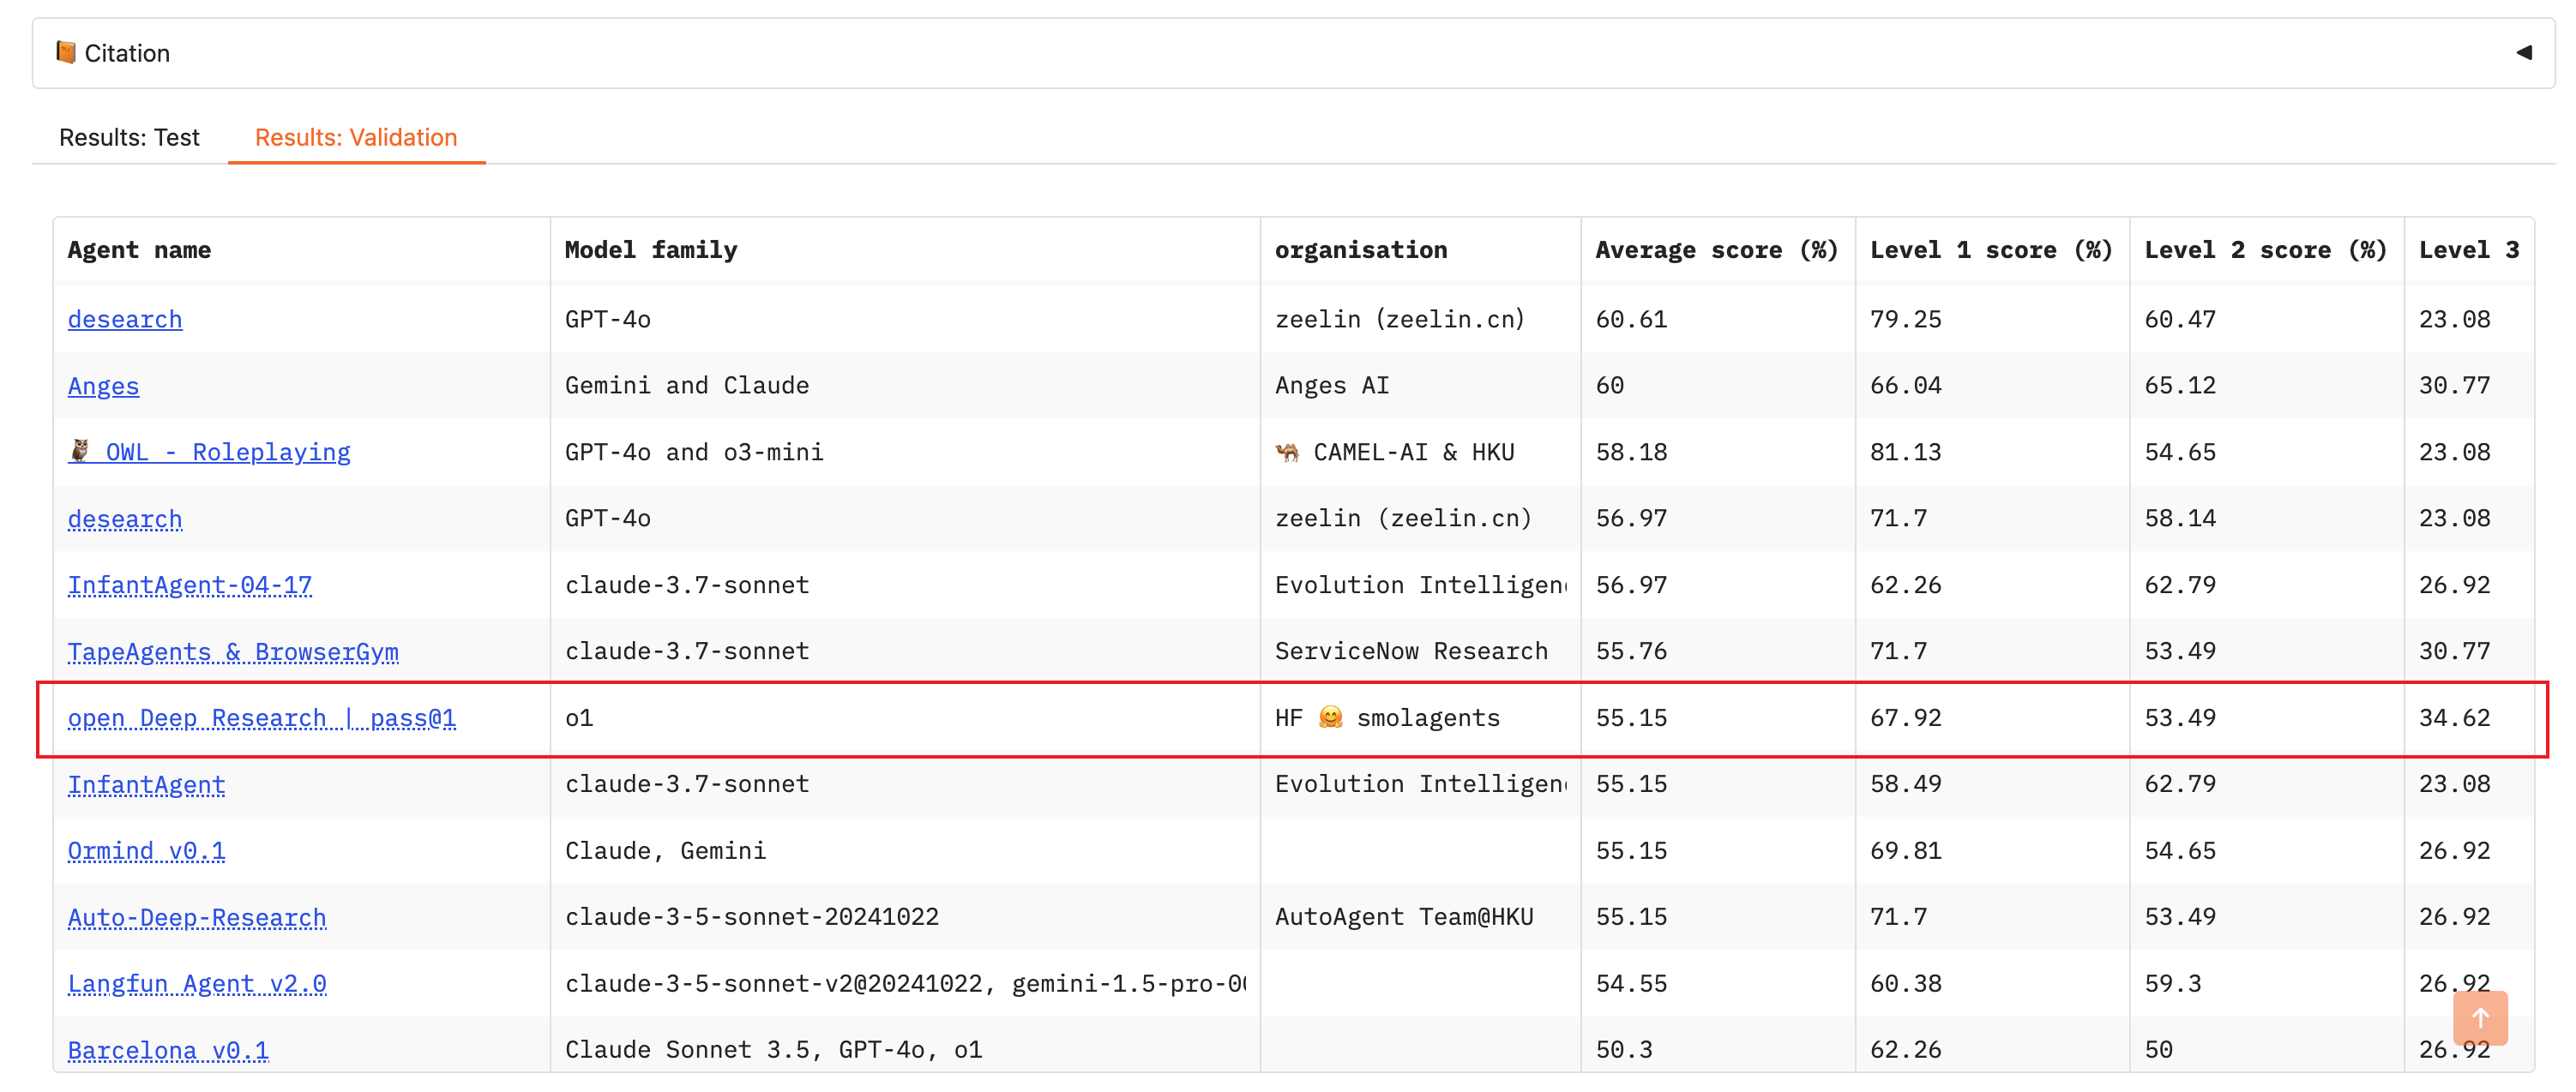 📙 Citation ◀
Results: Test Results: Validation
Agent name Model family organisation Average score (%) Level 1 score (%) Level 2 score (%) Level 3
desearch GPT-4o zeelin (zeelin.cn) 60.61 79.25 60.47 23.08
Anges Gemini and Claude Anges AI 60 66.04 65.12 30.77
🦉 OWL - Roleplaying GPT-4o and o3-mini 🐫 CAMEL-AI & HKU 58.18 81.13 54.65 23.08
desearch GPT-4o zeelin (zeelin.cn) 56.97 71.7 58.14 23.08
InfantAgent-04-17 claude-3.7-sonnet Evolution Intelligen 56.97 62.26 62.79 26.92
TapeAgents & BrowserGym claude-3.7-sonnet ServiceNow Research 55.76 71.7 53.49 30.77
open Deep Research | pass@1 o1 HF 🤗 smolagents 55.15 67.92 53.49 34.62
InfantAgent claude-3.7-sonnet Evolution Intelligen 55.15 58.49 62.79 23.08
Ormind v0.1 Claude, Gemini 55.15 69.81 54.65 26.92
Auto-Deep-Research claude-3-5-sonnet-20241022 AutoAgent Team@HKU 55.15 71.7 53.49 26.92
Langfun Agent v2.0 claude-3-5-sonnet-v2@20241022, gemini-1.5-pro-0 54.55 60.38 59.3 26.92
Barcelona v0.1 Claude Sonnet 3.5, GPT-4o, o1 50.3 62.26 50 26.92